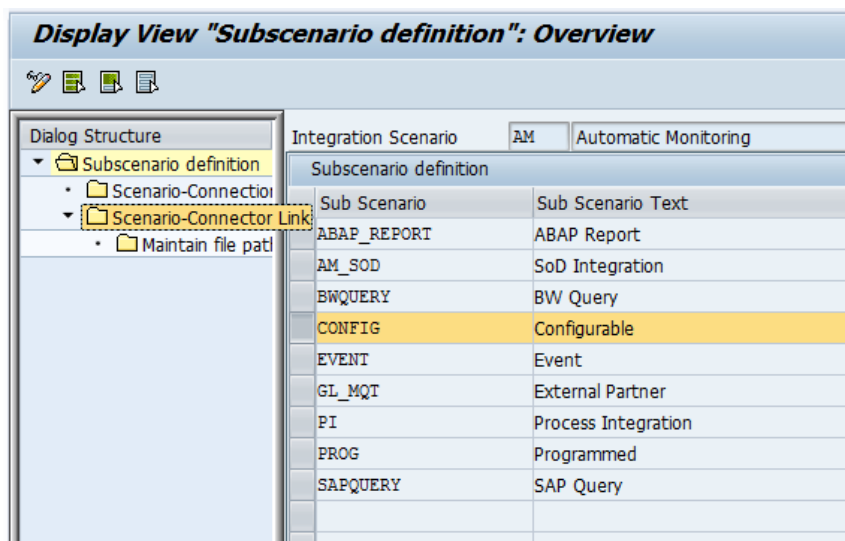 Display View "Subscenario definition": Overview
Dialog Structure
Subscenario definition
Scenario-Connection
Scenario-Connector Link
Maintain file path
Integration Scenario AM Automatic Monitoring
Subscenario definition
Sub Scenario Sub Scenario Text
ABAP_REPORT ABAP Report
AM_SOD SoD Integration
BWQUERY BW Query
CONFIG Configurable
EVENT Event
GL_MQT External Partner
PI Process Integration
PROG Programmed
SAPQUERY SAP Query